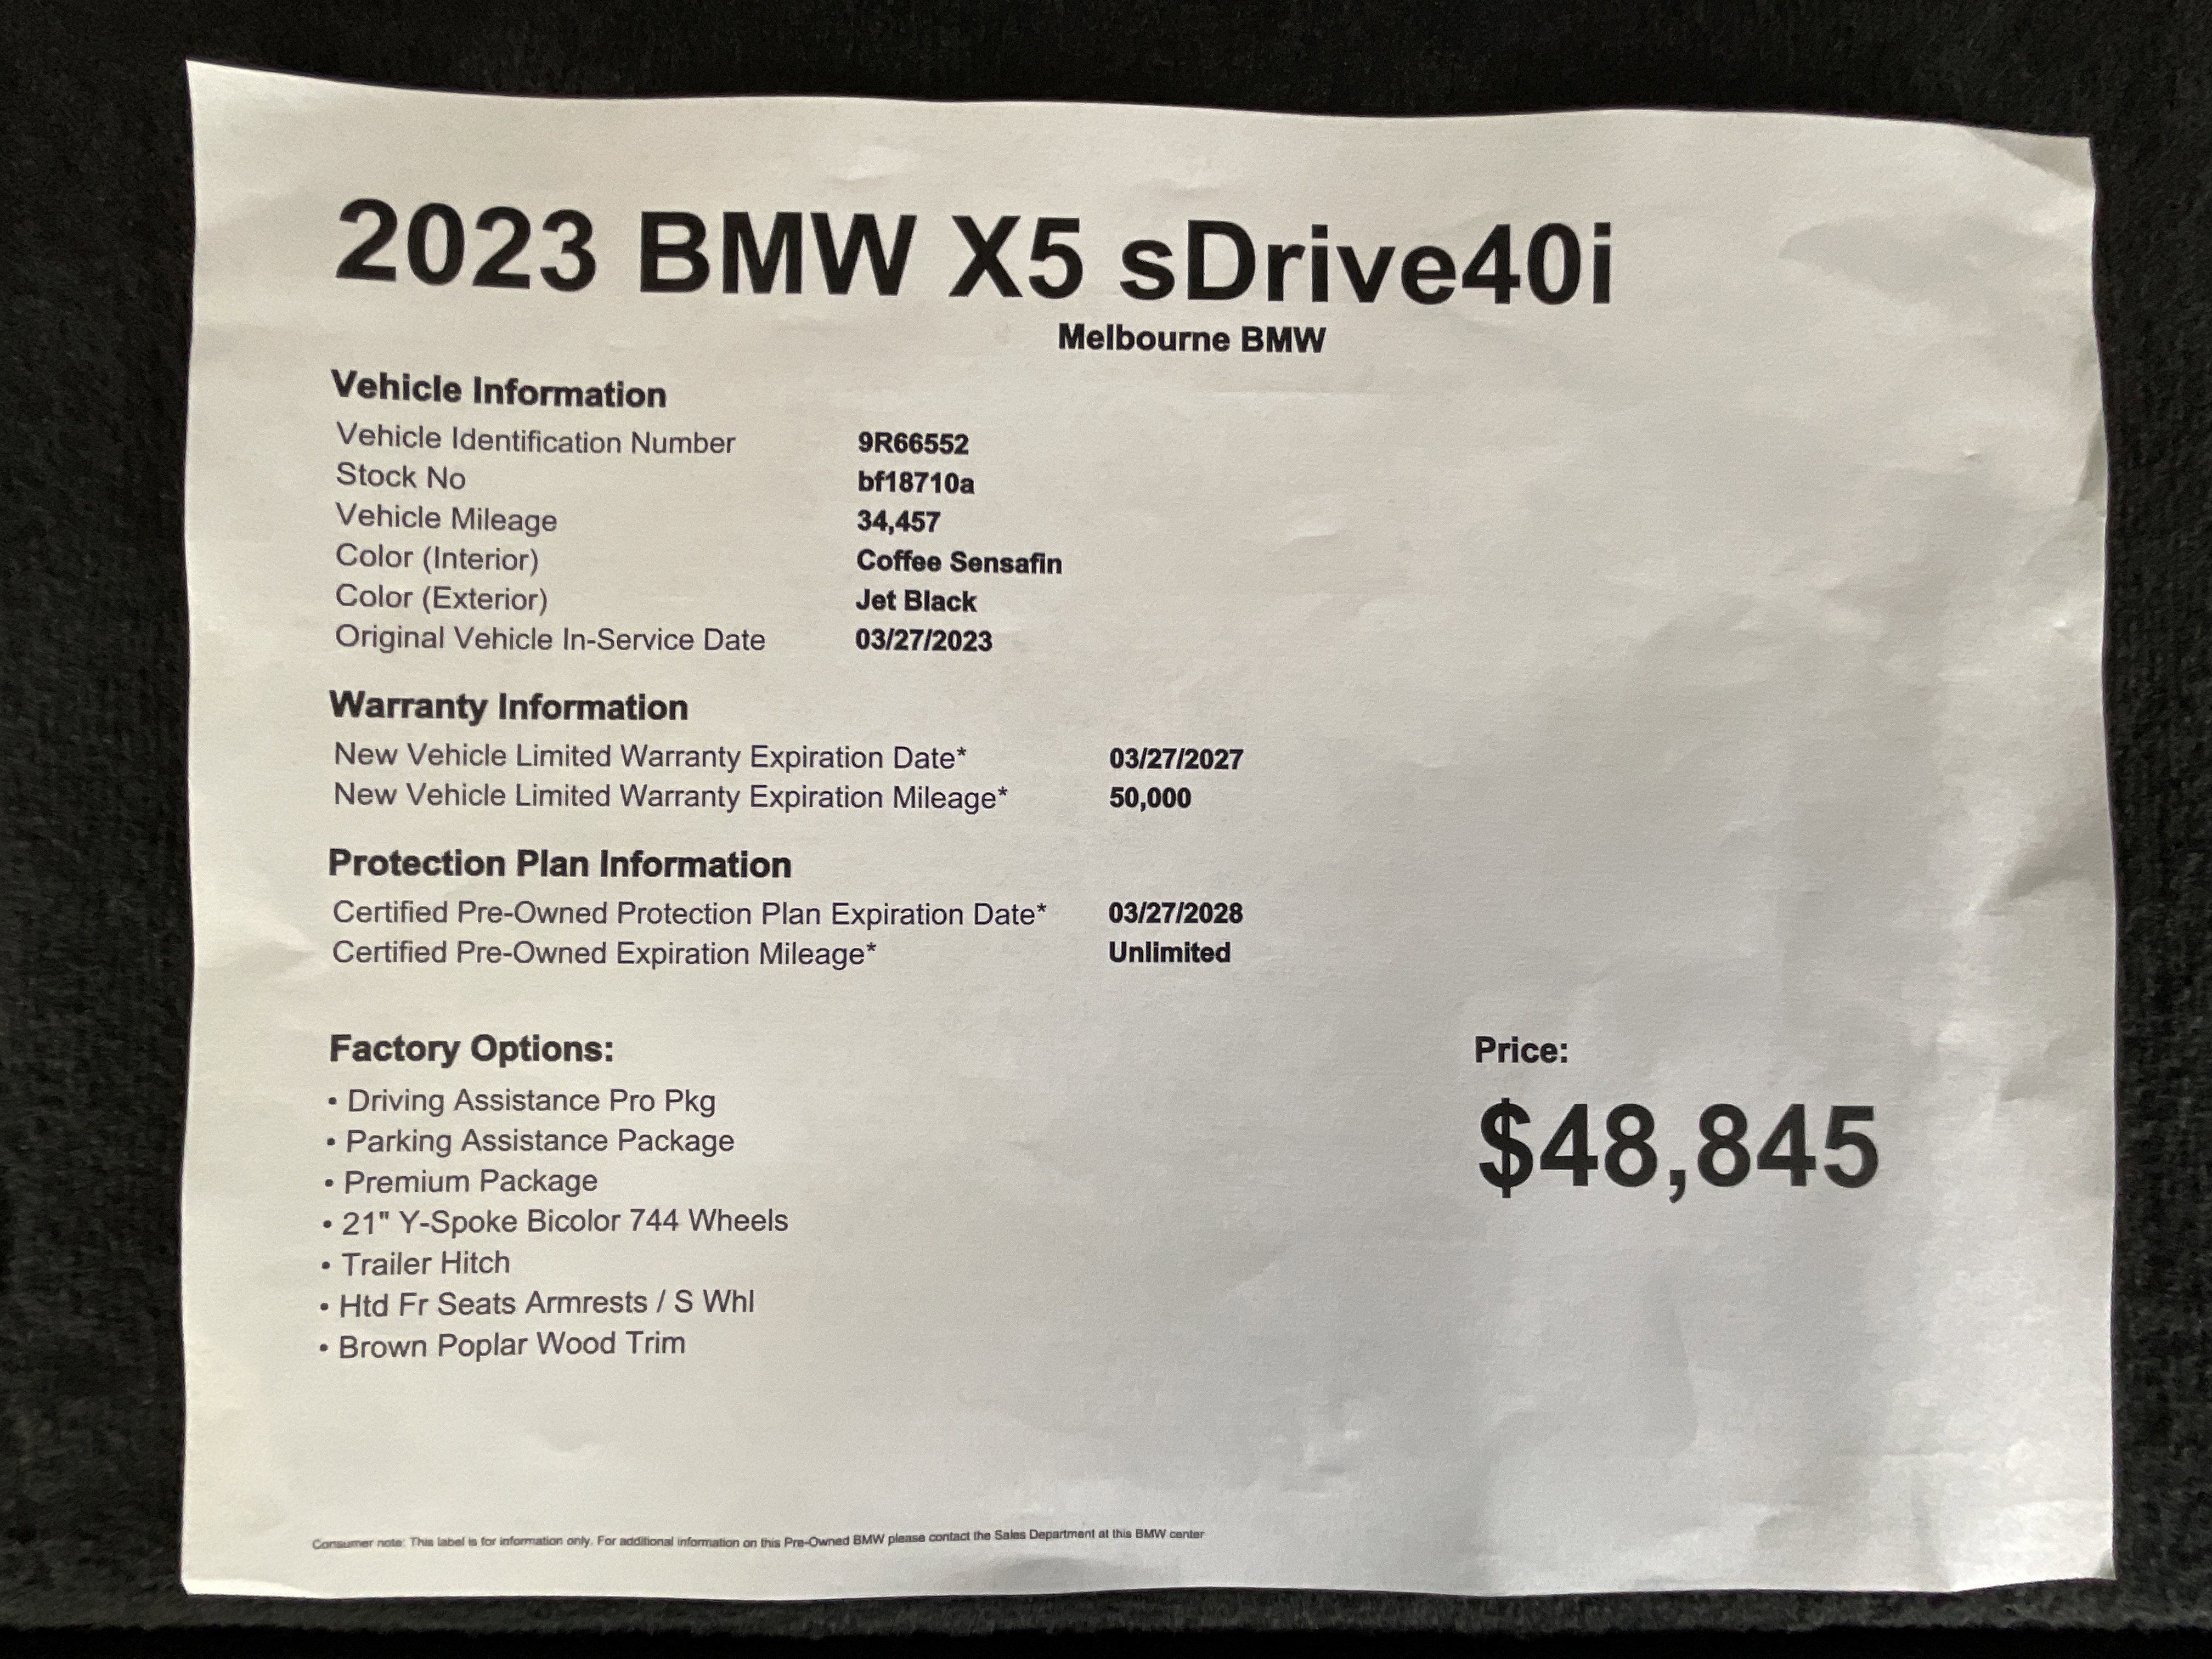 2023 BMW X5 sDrive40i
Melbourne BMW
Vehicle Information
Vehicle Identification Number 9R66552
Stock No bf18710a
Vehicle Mileage 34,457
Color (Interior) Coffee Sensafin
Color (Exterior) Jet Black
Original Vehicle In-Service Date 03/27/2023
Warranty Information
New Vehicle Limited Warranty Expiration Date* 03/27/2027
New Vehicle Limited Warranty Expiration Mileage* 50,000
Protection Plan Information
Certified Pre-Owned Protection Plan Expiration Date* 03/27/2028
Certified Pre-Owned Expiration Mileage* Unlimited
Factory Options:
• Driving Assistance Pro Pkg
• Parking Assistance Package
• Premium Package
• 21" Y-Spoke Bicolor 744 Wheels
• Trailer Hitch
• Htd Fr Seats Armrests / S Whl
• Brown Poplar Wood Trim
Price:
$48,845
Consumer note: This label is for information only. For additional information on this Pre-Owned BMW please contact the Sales Department at this BMW center